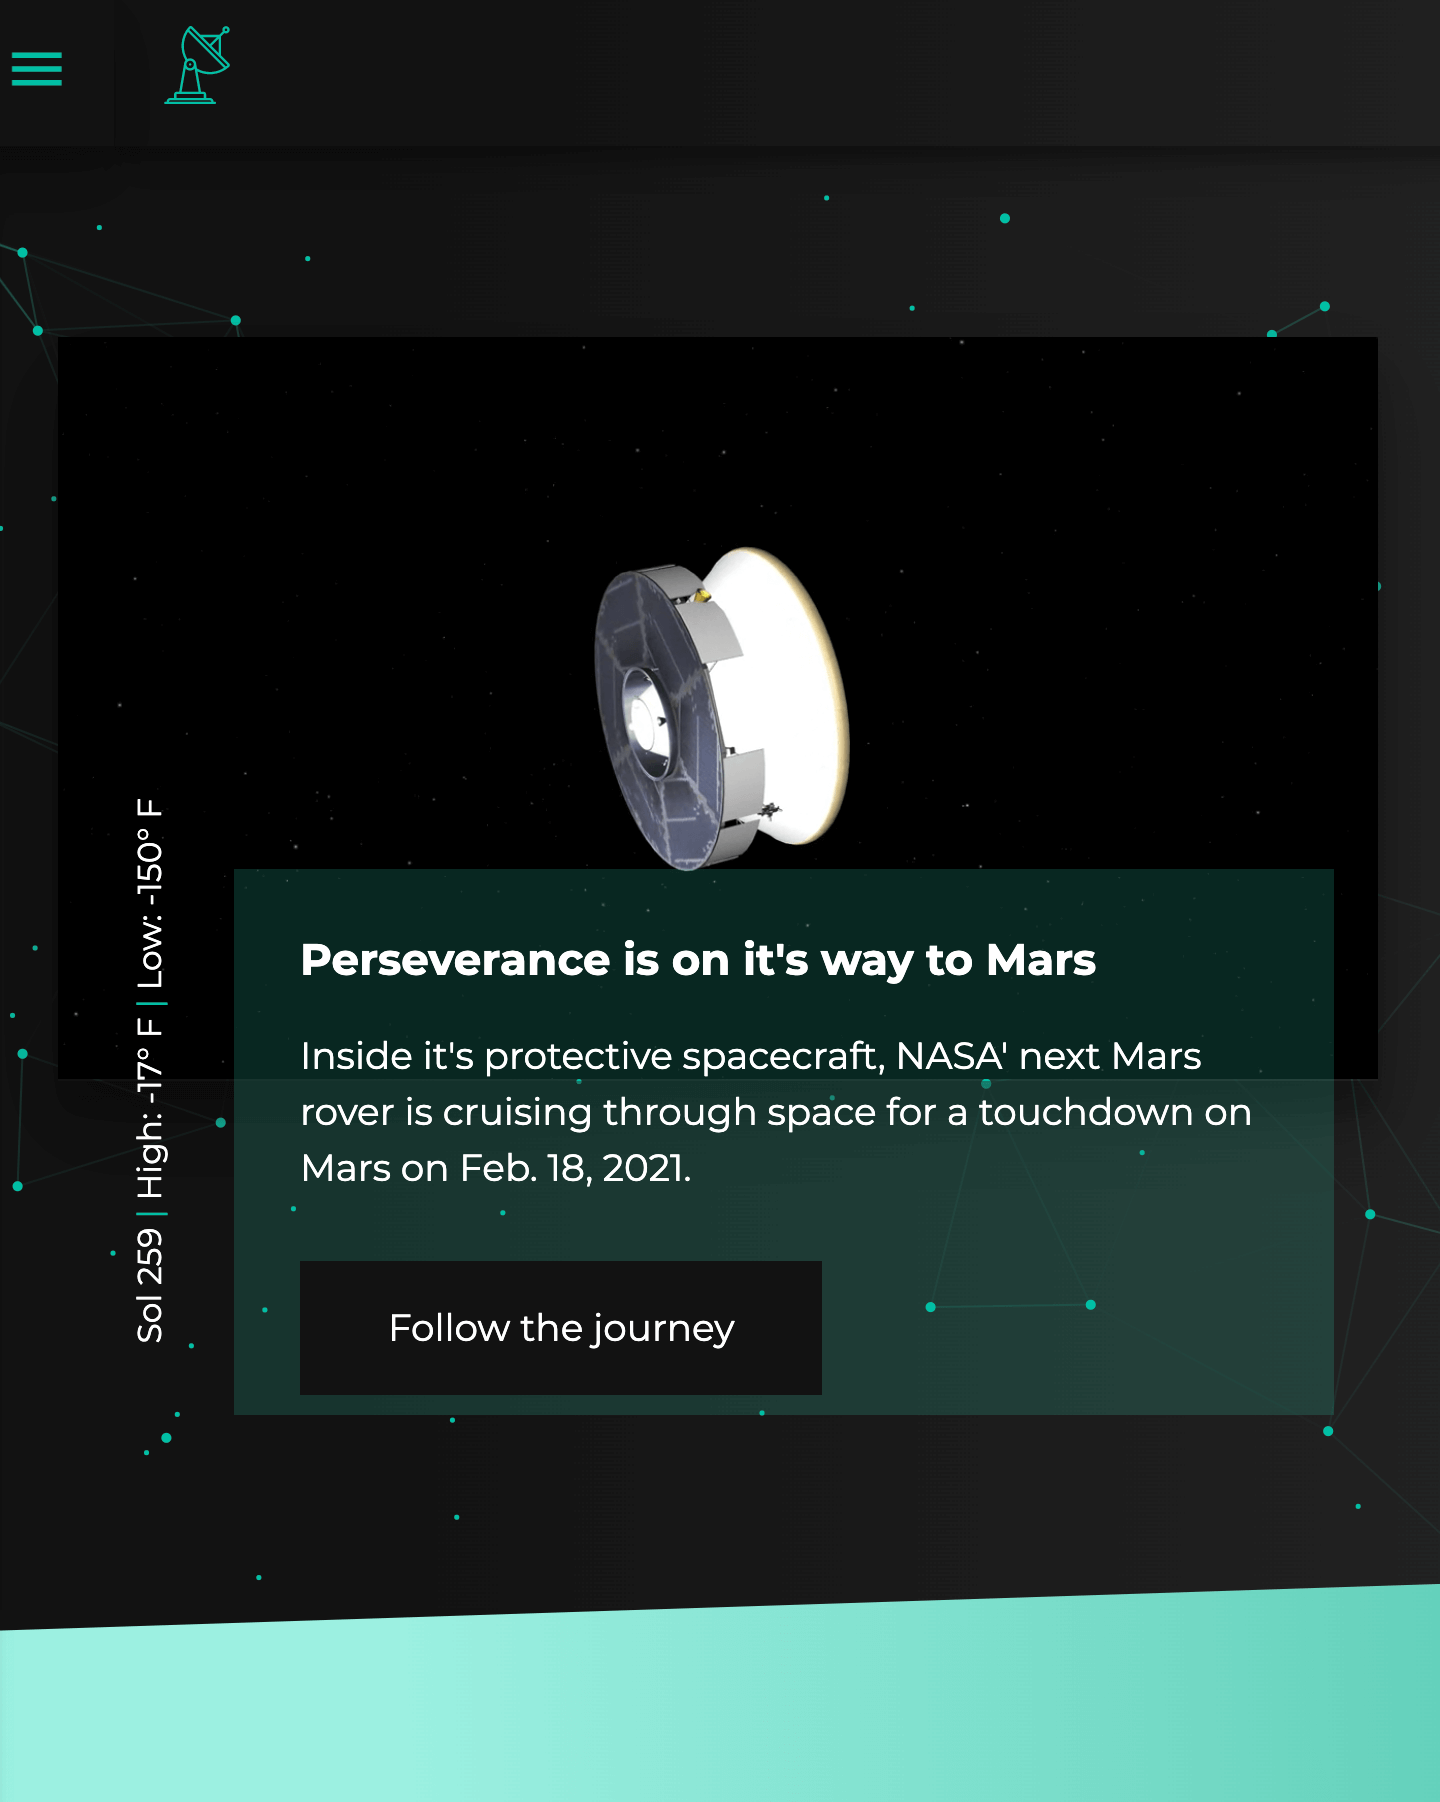 Sol 259 | High: -17° F | Low: -150° F
Perseverance is on it's way to Mars
Inside it's protective spacecraft, NASA' next Mars
rover is cruising through space for a touchdown on
Mars on Feb. 18, 2021.
Follow the journey